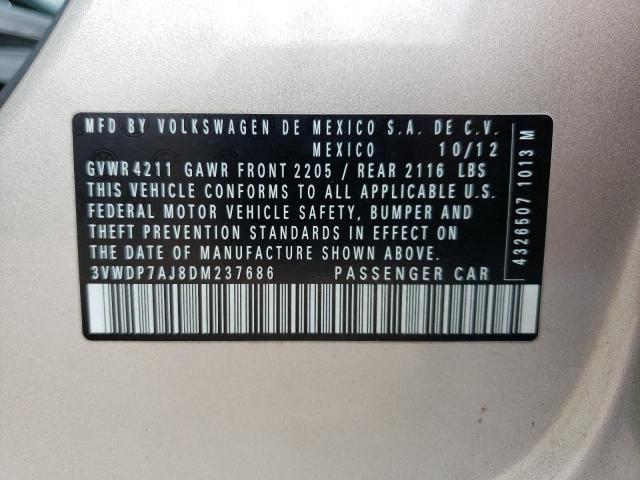 MFD BY VOLKSWAGEN DE MEXICO S.A. DE C.V.
MEXICO 10/12
GVWR 4211 GAWR FRONT 2205 / REAR 2116 LBS
THIS VEHICLE CONFORMS TO ALL APPLICABLE U.S.
FEDERAL MOTOR VEHICLE SAFETY, BUMPER AND
THEFT PREVENTION STANDARDS IN EFFECT ON
THE DATE OF MANUFACTURE SHOWN ABOVE.
3VWDP7AJ8DM237686 PASSENGER CAR
4326507 1013 M